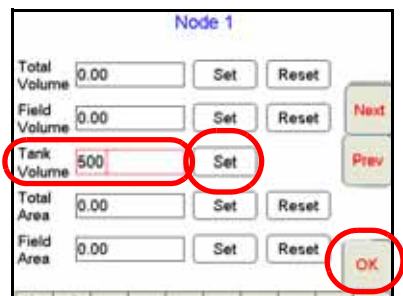 Node 1
Total Volume 0.00 Set Reset
Field Volume 0.00 Set Reset Next
Tank Volume 500 Set Prev
Total Area 0.00 Set Reset
Field Area 0.00 Set Reset OK